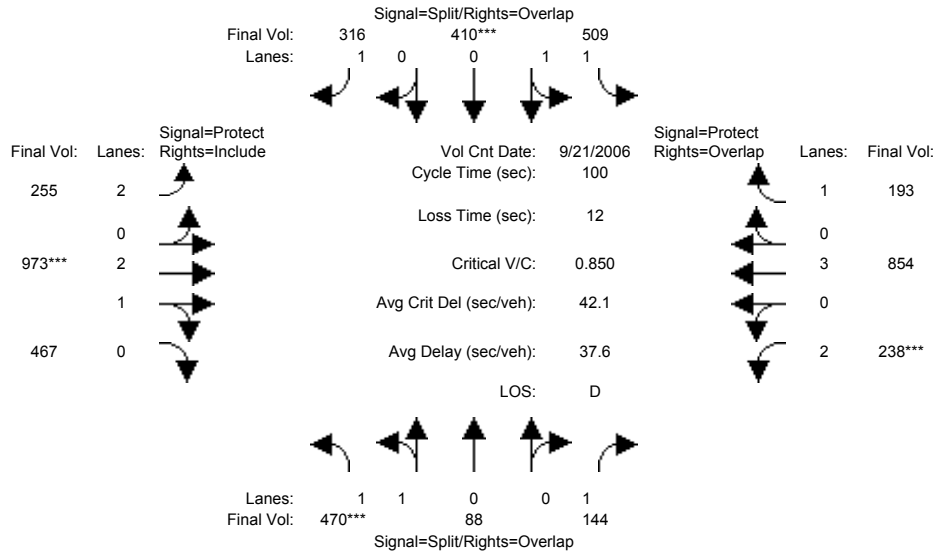 Signal=Split/Rights=Overlap
Final Vol: 316 410*** 509
Lanes: 1 0 0 1 1
Signal=Protect
Final Vol: Lanes: Rights=Include
Vol Cnt Date: 9/21/2006
Signal=Protect
Rights=Overlap Lanes: Final Vol:
Cycle Time (sec): 100
255 2
1 193
Loss Time (sec): 12
0
0
973*** 2
Critical V/C: 0.850
3 854
1
Avg Crit Del (sec/veh): 42.1
0
467 0
Avg Delay (sec/veh): 37.6
2 238***
LOS: D
Lanes: 1 1 0 0 1
Final Vol: 470*** 88 144
Signal=Split/Rights=Overlap